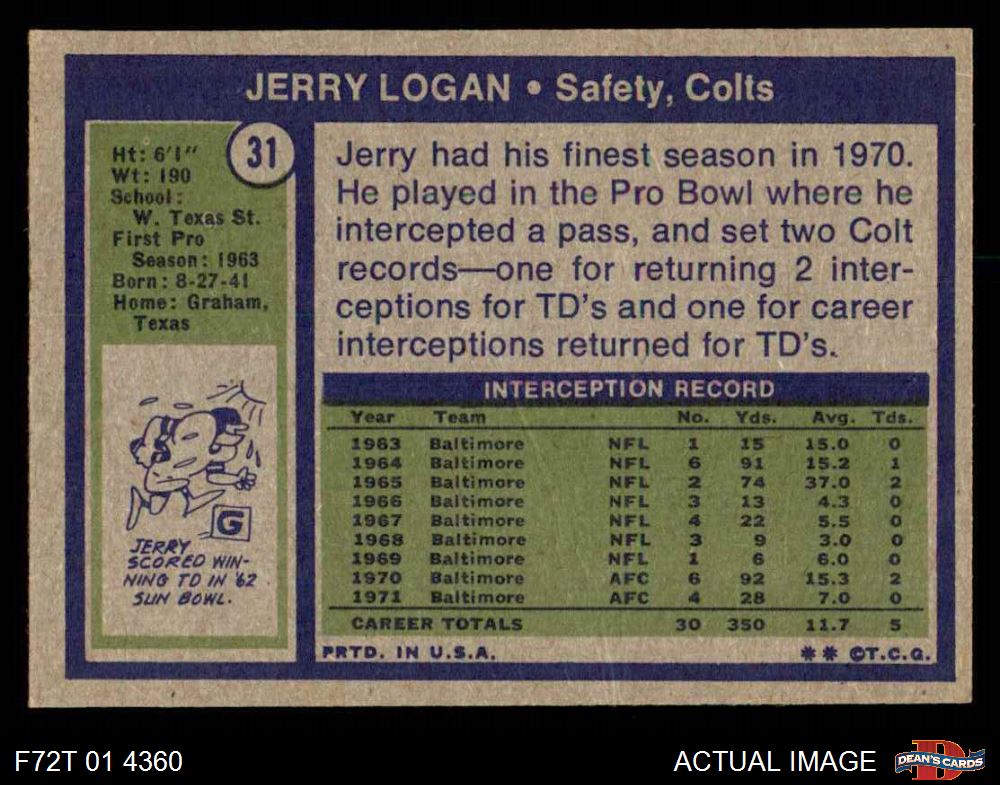 JERRY LOGAN • Safety, Colts
31
Ht: 6'1"
Wt: 190
School:
W. Texas St.
First Pro
Season: 1963
Born: 8-27-41
Home: Graham,
Texas
G
JERRY
SCORED WIN-
NING TD IN '62
SUN BOWL.
Jerry had his finest season in 1970.
He played in the Pro Bowl where he
intercepted a pass, and set two Colt
records—one for returning 2 inter-
ceptions for TD's and one for career
interceptions returned for TD's.
INTERCEPTION RECORD
Year Team No. Yds. Avg. Tds.
1963 Baltimore NFL 1 15 15.0 0
1964 Baltimore NFL 6 91 15.2 1
1965 Baltimore NFL 2 74 37.0 2
1966 Baltimore NFL 3 13 4.3 0
1967 Baltimore NFL 4 22 5.5 0
1968 Baltimore NFL 3 9 3.0 0
1969 Baltimore NFL 1 6 6.0 0
1970 Baltimore AFC 6 92 15.3 2
1971 Baltimore AFC 4 28 7.0 0
CAREER TOTALS 30 350 11.7 5
PRTD. IN U.S.A. ** ©T.C.G.
F72T 01 4360 ACTUAL IMAGE D DEAN'S CARDS